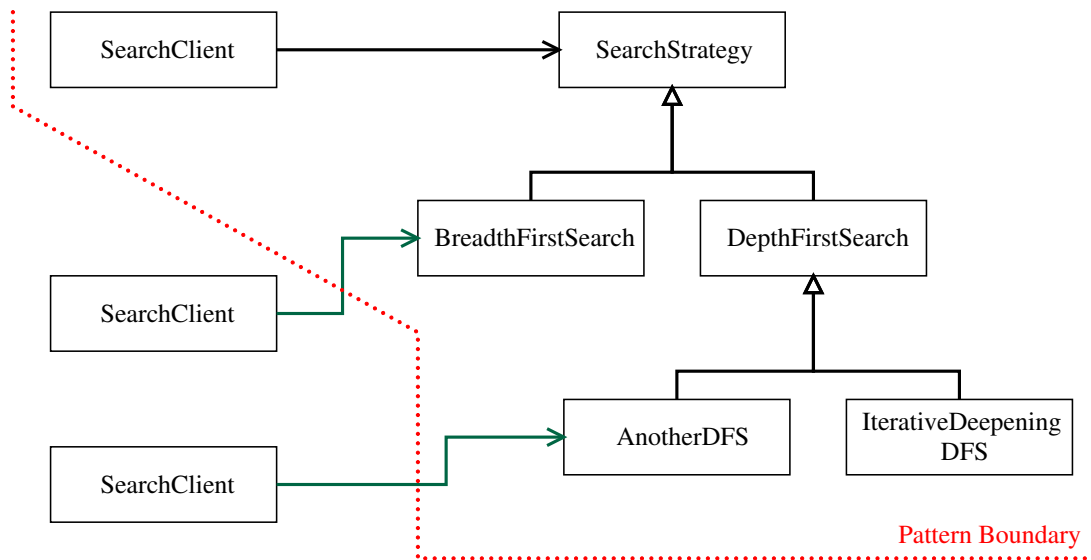 SearchClient
SearchStrategy
BreadthFirstSearch
DepthFirstSearch
SearchClient
AnotherDFS
IterativeDeepening
DFS
SearchClient
Pattern Boundary